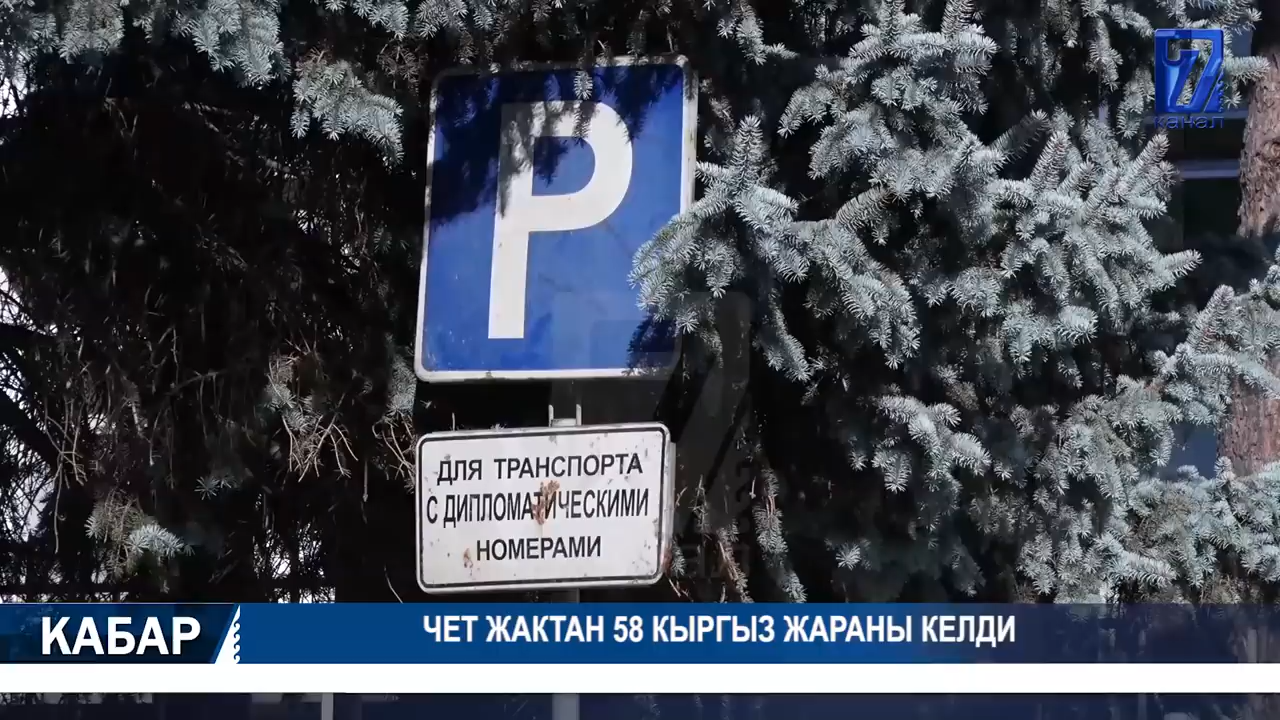 7
канал
P
ДЛЯ ТРАНСПОРТА
С ДИПЛОМАТИЧЕСКИМИ
НОМЕРАМИ
КАБАР
ЧЕТ ЖАКТАН 58 КЫРГЫЗ ЖАРАНЫ КЕЛДИ